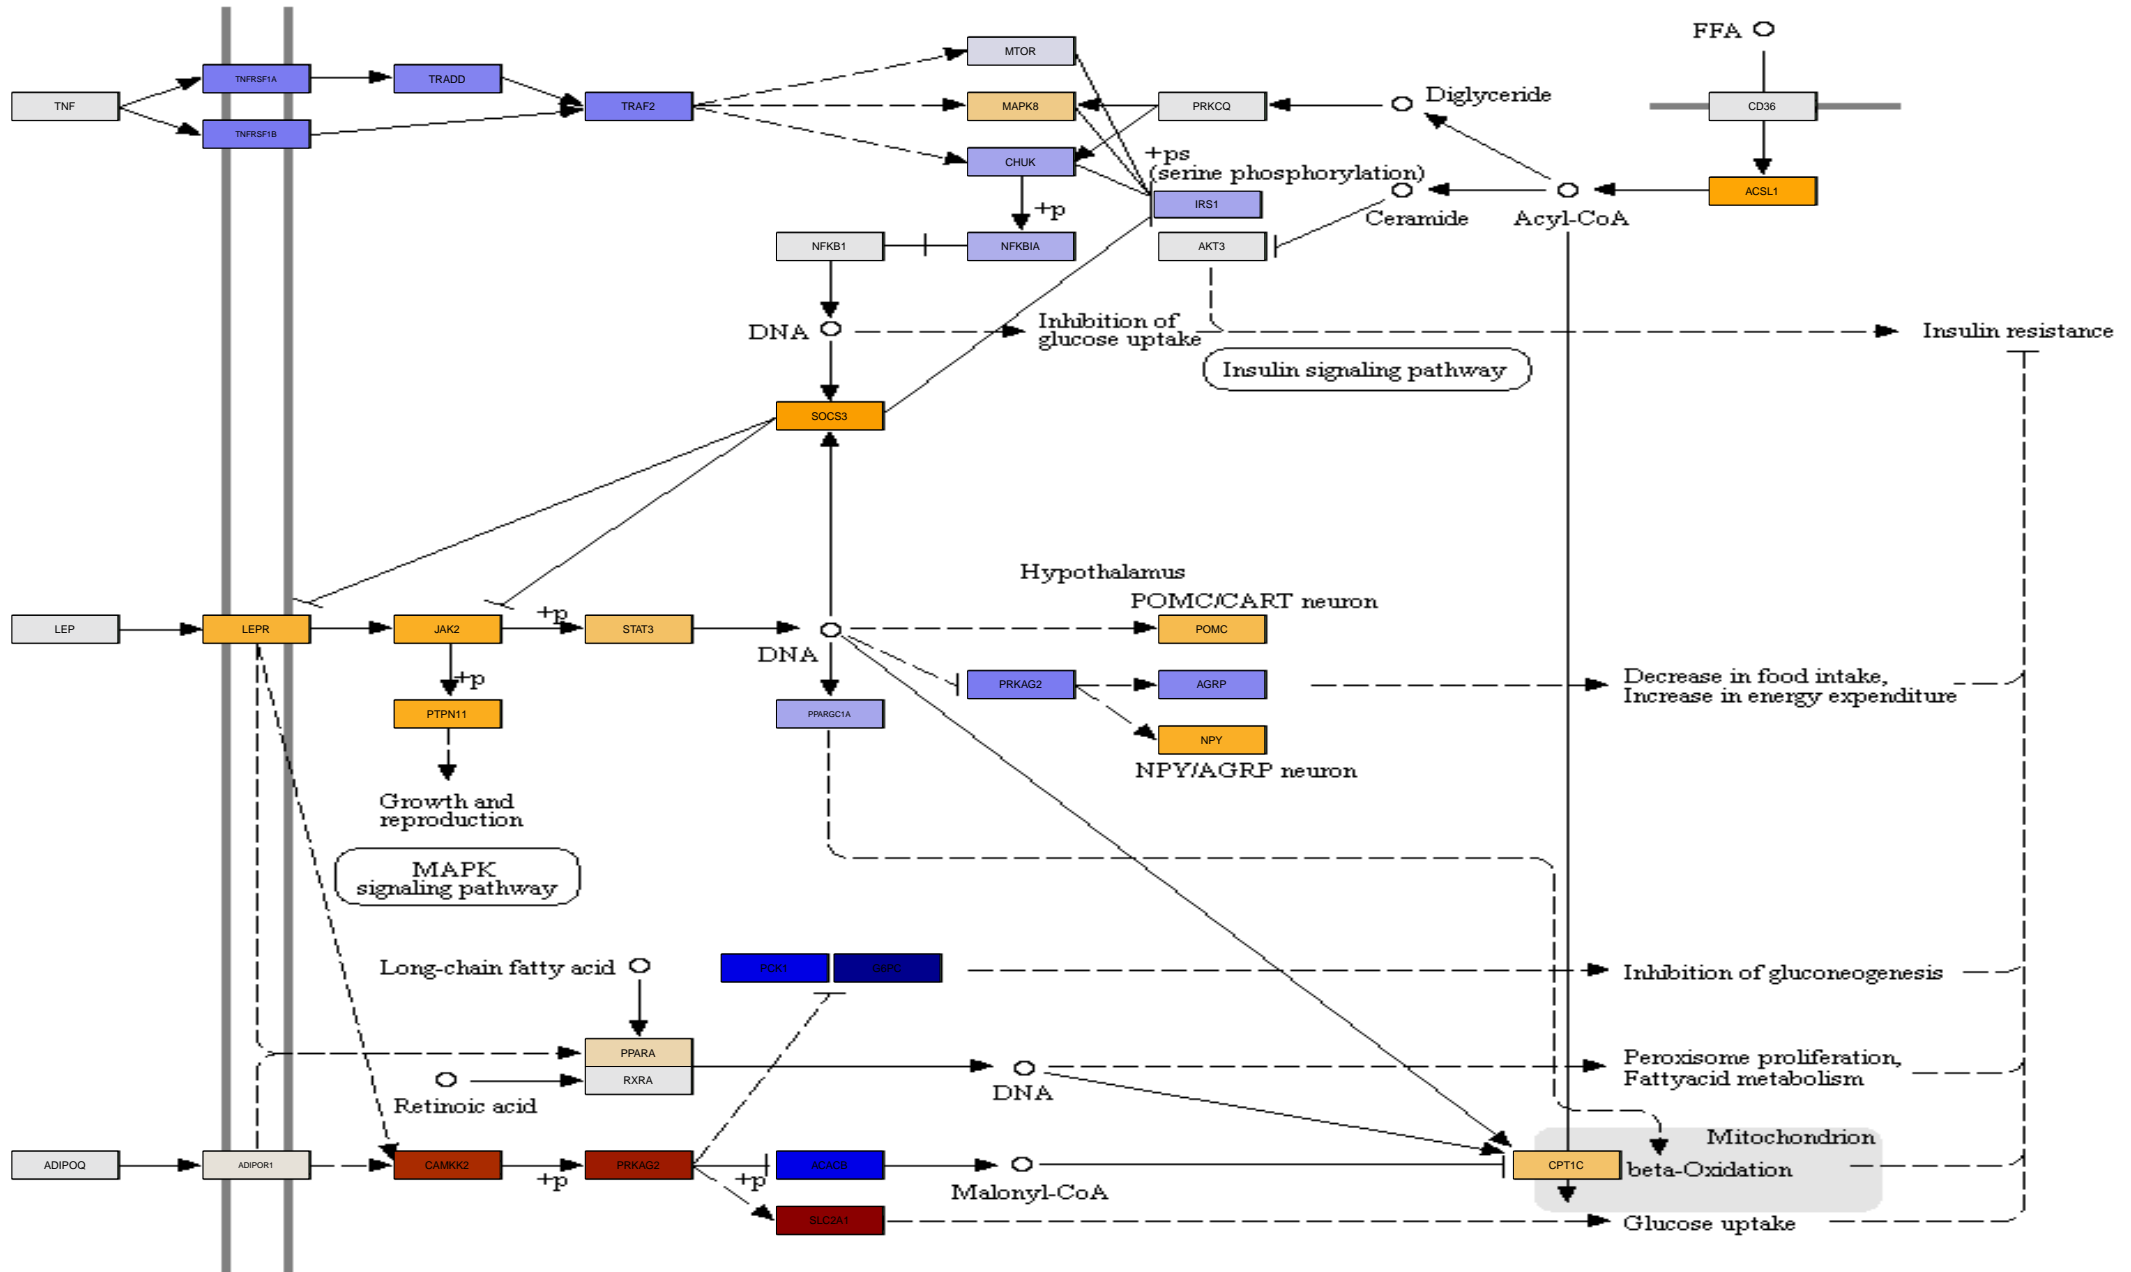 FFA
MTOR
TNFRSF1A
TRADD
TNF
TRAF2
MAPK8
PRKCQ
Diglyceride
CD36
TNFRSF1B
CHUK
+ps
(serine phosphorylation)
IRS1
Ceramide
Acyl-CoA
ACSL1
+p
NFKB1
NFKBIA
AKT3
DNA
Inhibition of
glucose uptake
Insulin resistance
Insulin signaling pathway
SOCS3
Hypothalamus
POMC/CART neuron
LEP
LEPR
JAK2
+p
STAT3
DNA
POMC
+p
PRKAG2
AGRP
Decrease in food intake,
Increase in energy expenditure
PTPN11
PPARGC1A
NPY
NPY/AGRP neuron
Growth and
reproduction
MAPK
signaling pathway
Long-chain fatty acid
PCK1
G6PC
Inhibition of gluconeogenesis
PPARA
RXRA
Retinoic acid
DNA
Peroxisome proliferation,
Fattyacid metabolism
Mitochondrion
ADIPOQ
ADIPOR1
CAMKK2
+p
PRKAG2
+p
ACACB
Malonyl-CoA
CPT1C
beta-Oxidation
SLC2A1
Glucose uptake